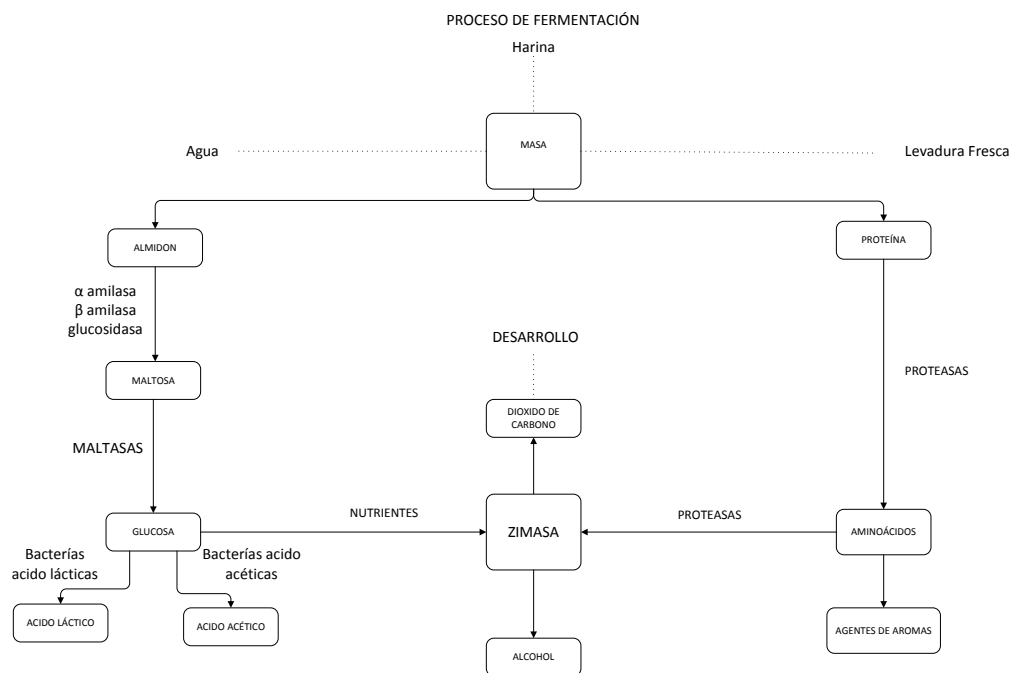 PROCESO DE FERMENTACIÓN
Harina
MASA
Agua
Levadura Fresca
ALMIDON
PROTEÍNA
α amilasa
β amilasa
glucosidasa
DESARROLLO
PROTEASAS
MALTOSA
DIOXIDO DE
CARBONO
MALTASAS
NUTRIENTES
PROTEASAS
GLUCOSA
ZIMASA
AMINOÁCIDOS
Bacterías
acido lácticas
Bacterías acido
acéticas
ACIDO LÁCTICO
ACIDO ACÉTICO
AGENTES DE AROMAS
ALCOHOL